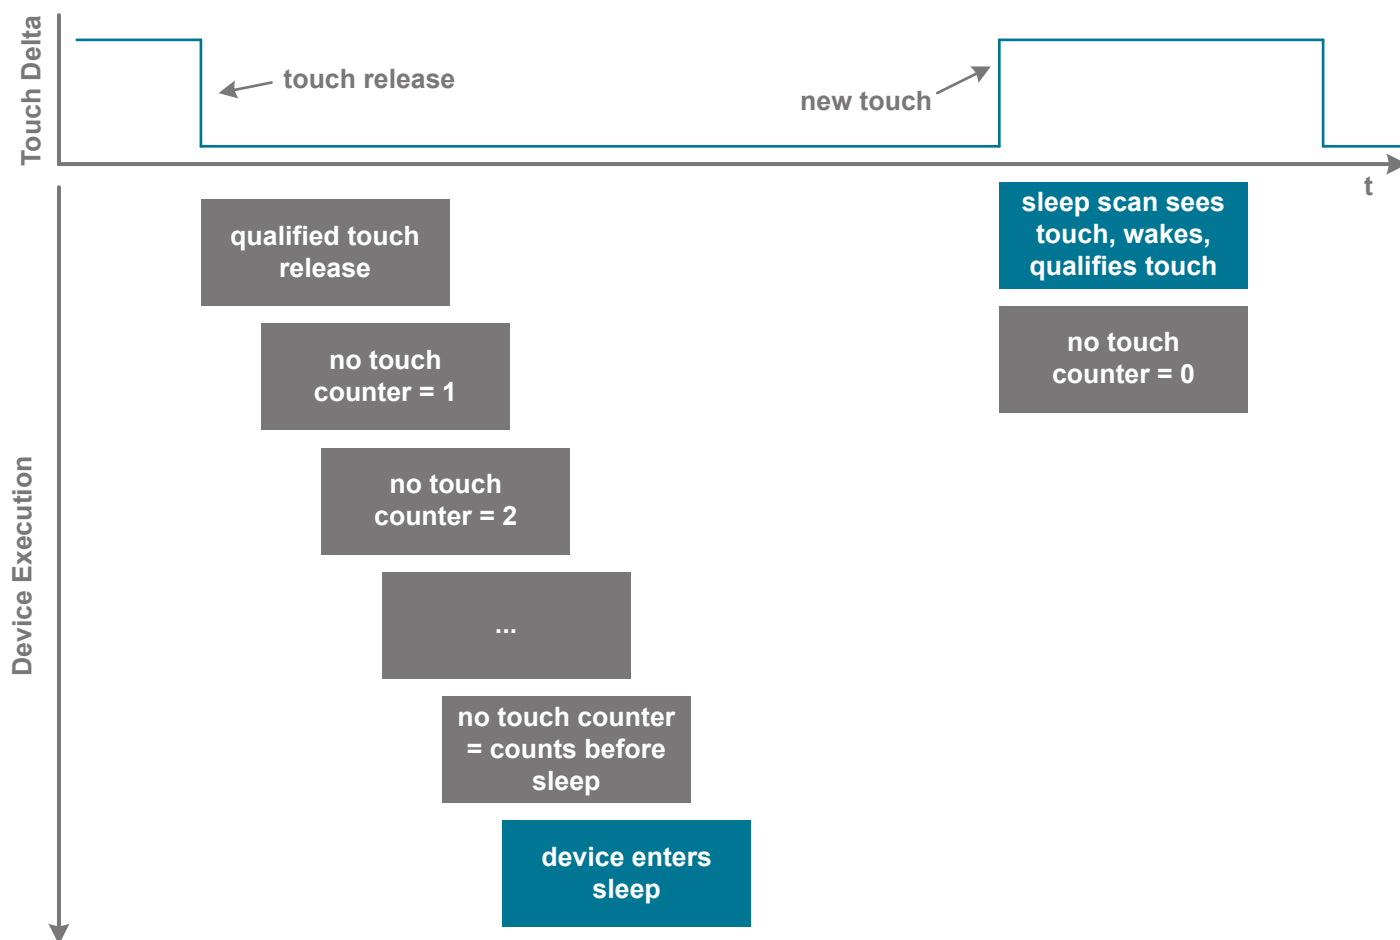 Touch Delta
touch release
new touch
t
Device Execution
qualified touch
release
no touch
counter = 1
no touch
counter = 2
...
no touch counter
= counts before
sleep
device enters
sleep
sleep scan sees
touch, wakes,
qualifies touch
no touch
counter = 0